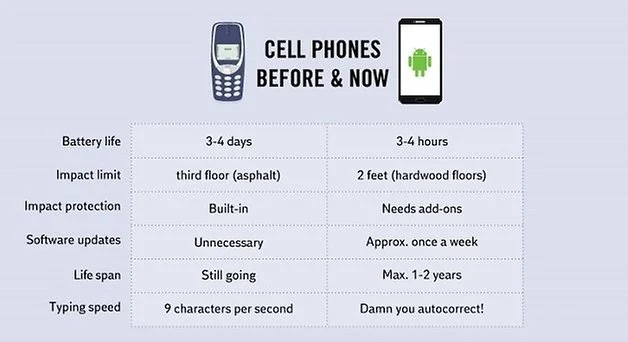 CELL PHONES
BEFORE & NOW
Battery life 3-4 days 3-4 hours
Impact limit third floor (asphalt) 2 feet (hardwood floors)
Impact protection Built-in Needs add-ons
Software updates Unnecessary Approx. once a week
Life span Still going Max. 1-2 years
Typing speed 9 characters per second Damn you autocorrect!